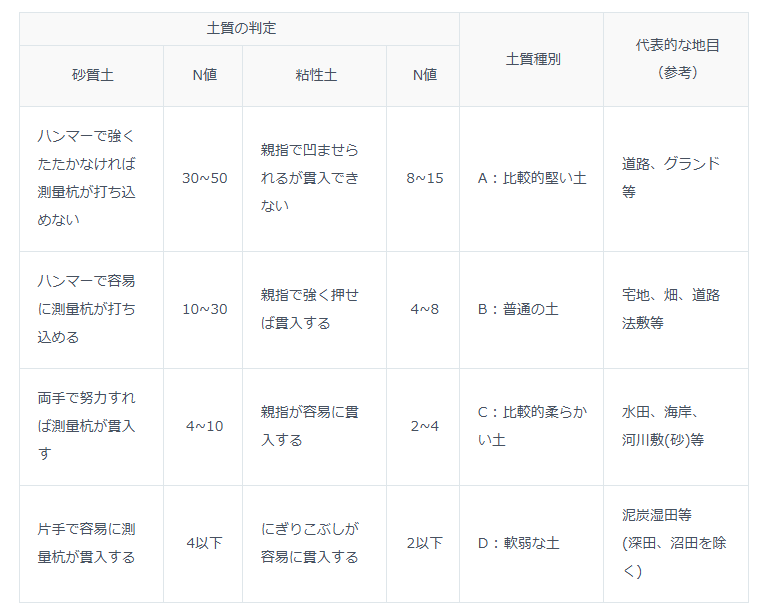 土質の判定
土質種別
代表的な地目
（参考）
砂質土
N値
粘性土
N値
ハンマーで強く
たたかなければ
測量杭が打ち込
めない
30~50
親指で凹ませら
れるが貫入でき
ない
8~15
A：比較的堅い土
道路、グランド
等
ハンマーで容易
に測量杭が打ち
込める
10~30
親指で強く押せ
ば貫入する
4~8
B：普通の土
宅地、畑、道路
法敷等
両手で努力すれ
ば測量杭が貫入
す
4~10
親指が容易に貫
入する
2~4
C：比較的柔らか
い土
水田、海岸、
河川敷(砂)等
片手で容易に測
量杭が貫入する
4以下
にぎりこぶしが
容易に貫入する
2以下
D：軟弱な土
泥炭湿田等
(深田、沼田を除
く)